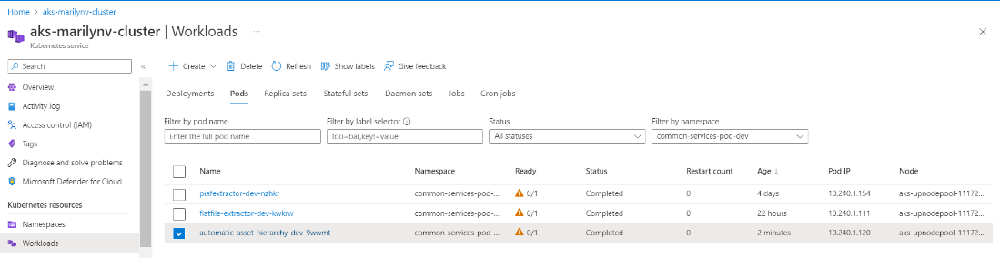 Home > aks-marilynv-cluster
aks-marilynv-cluster | Workloads ...
Kubernetes service
Search
«
Create
Delete
Refresh
Show labels
Give feedback
Overview
Activity log
Access control (IAM)
Tags
Diagnose and solve problems
Microsoft Defender for Cloud
Kubernetes resources
Namespaces
Workloads
Deployments Pods Replica sets Stateful sets Daemon sets Jobs Cron jobs
Filter by pod name Filter by label selector Status Filter by namespace
Enter the full pod name foo=bar,key!=value All statuses common-services-pod-dev
Name Namespace Ready Status Restart count Age ↓ Pod IP Node
piafextractor-dev-nzhkr common-services-pod-... 0/1 Completed 0 4 days 10.240.1.154 aks-upnodepool-11172...
flatfile-extractor-dev-kwkrw common-services-pod-... 0/1 Completed 0 22 hours 10.240.1.111 aks-upnodepool-11172...
automatic-asset-hierarchy-dev-9wwmt common-services-pod-... 0/1 Completed 0 2 minutes 10.240.1.120 aks-upnodepool-11172...